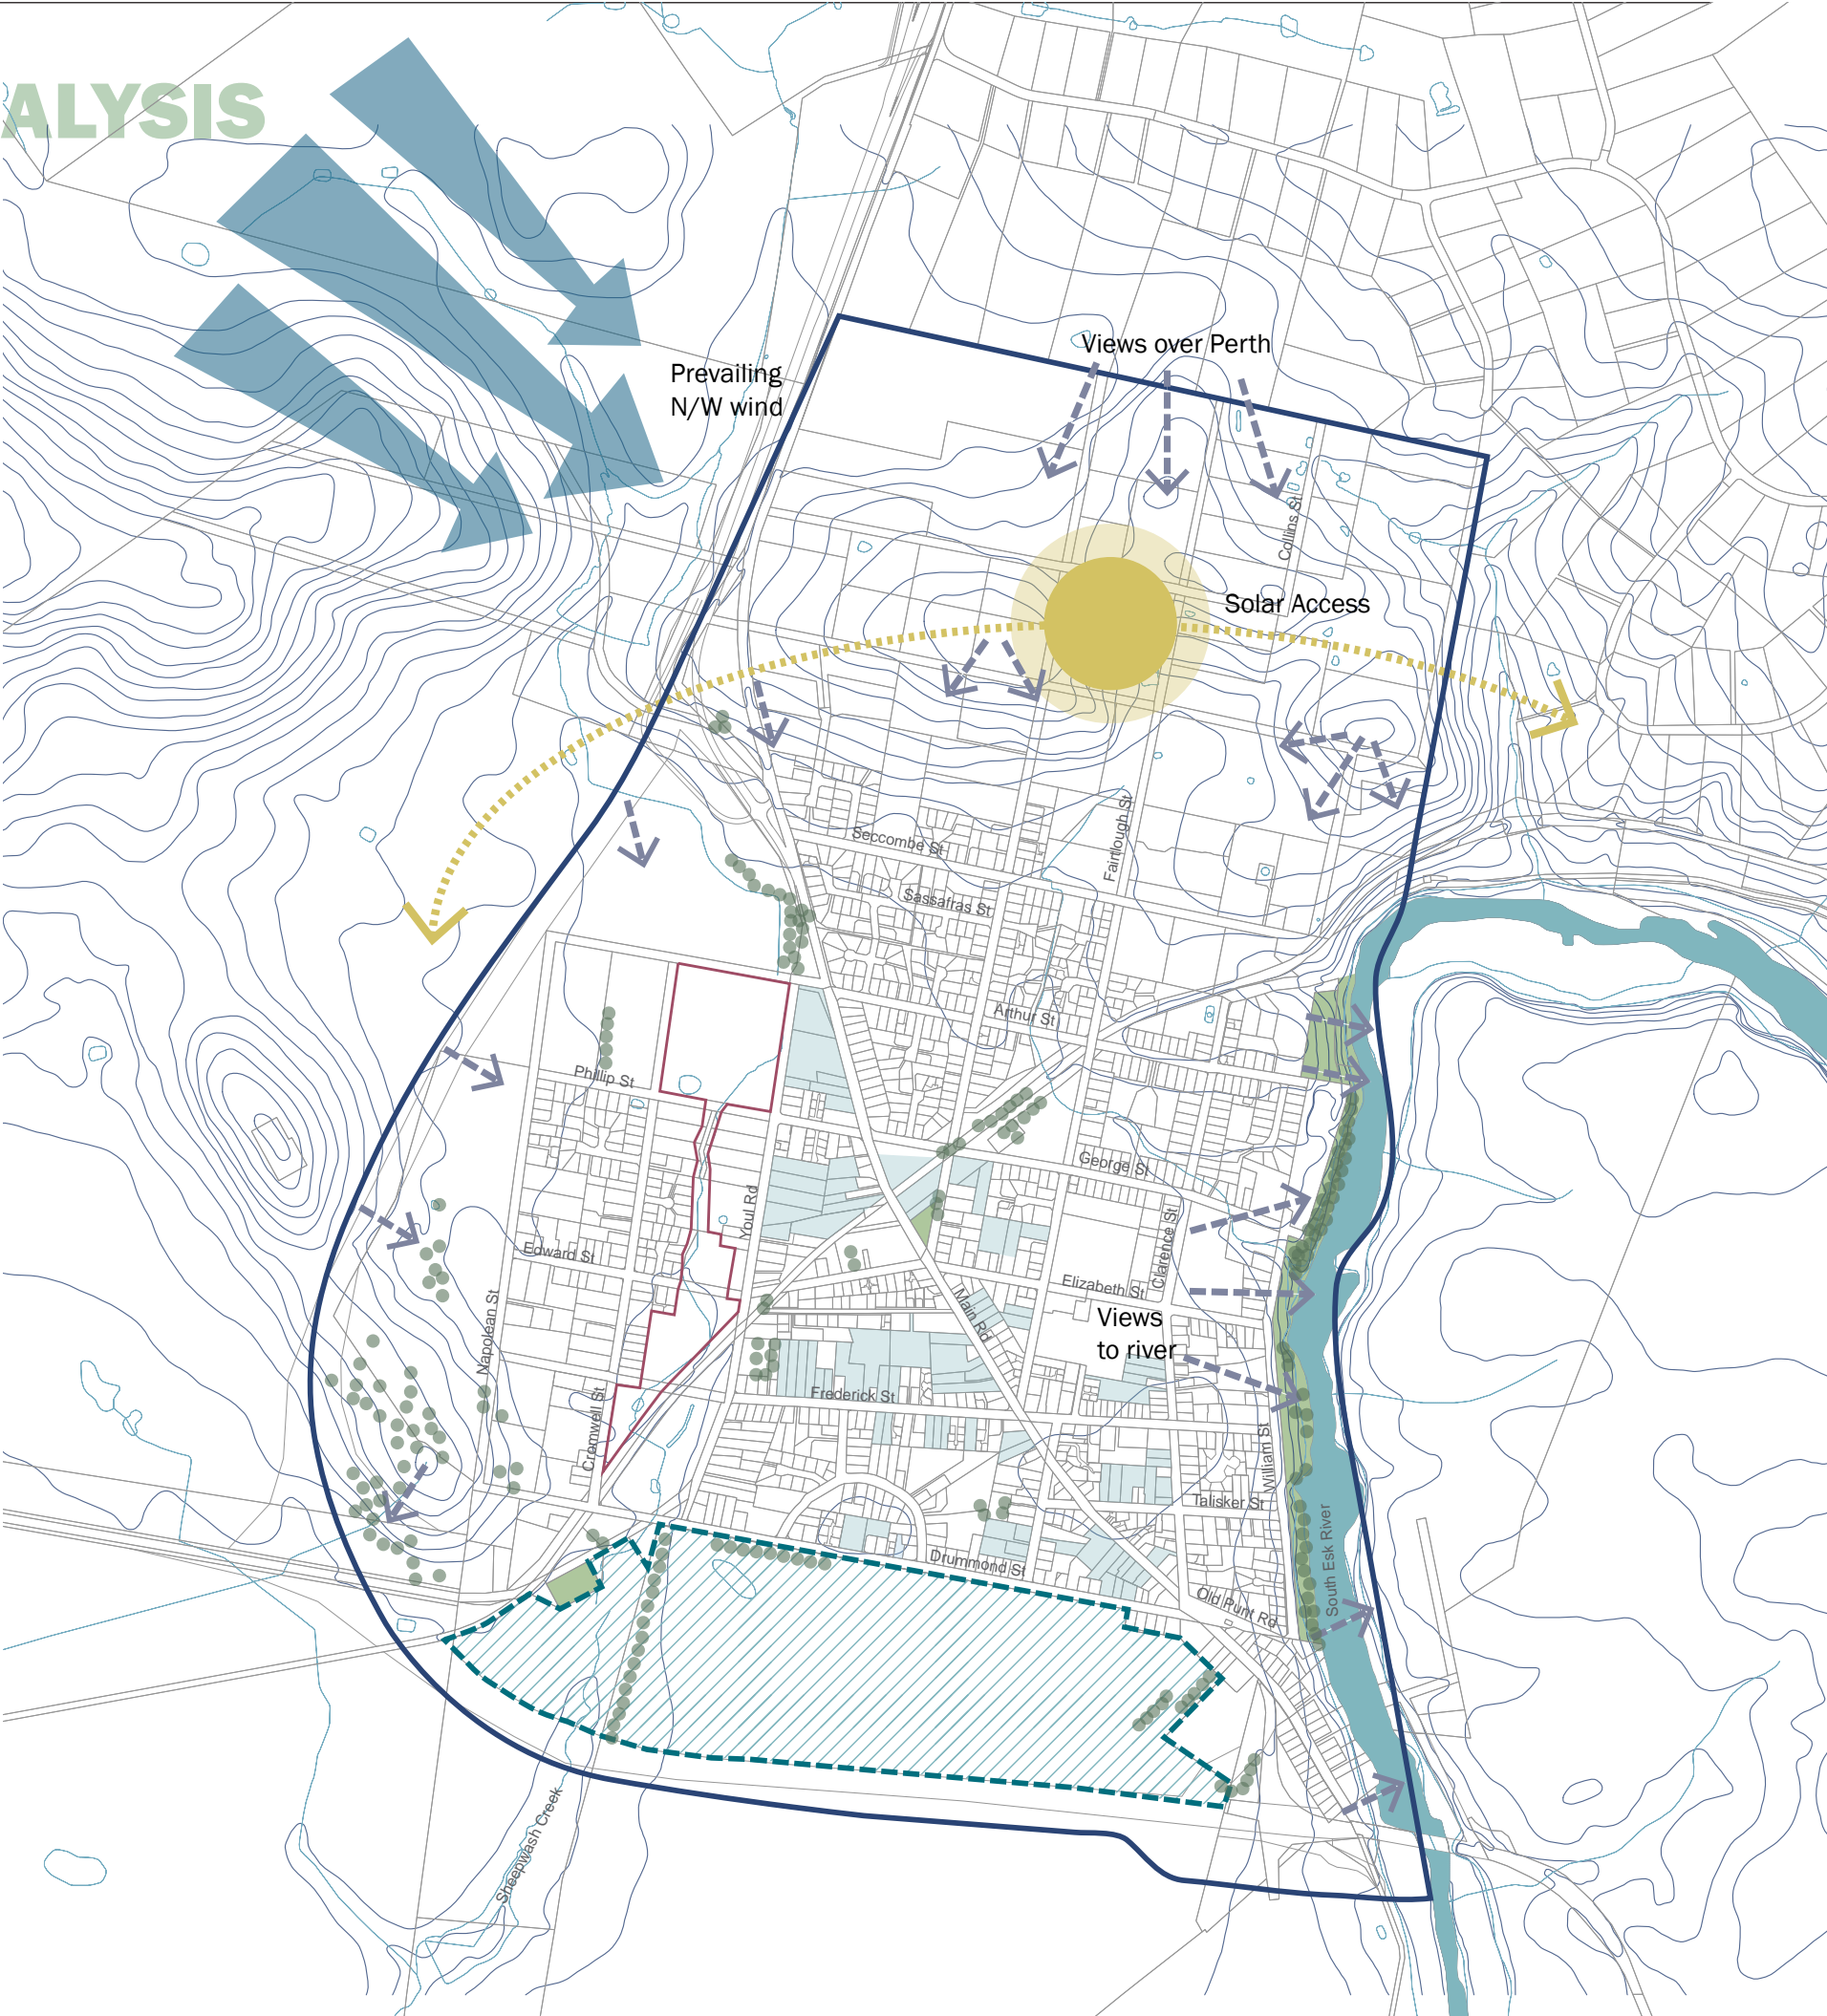 ALYSIS
Views over Perth
Prevailing
N/W wind
Collins St
Solar Access
Fairtlough St
Seccombe St
Sassafras St
Arthur St
Phillip St
George St
Youl Rd
Clarence St
Edward St
Elizabeth St
Main Rd
Views
to river
Napolean St
Frederick St
Cromwell St
William St
Talisker St
South Esk River
Drummond St
Old Punt Rd
Sheepwash Creek